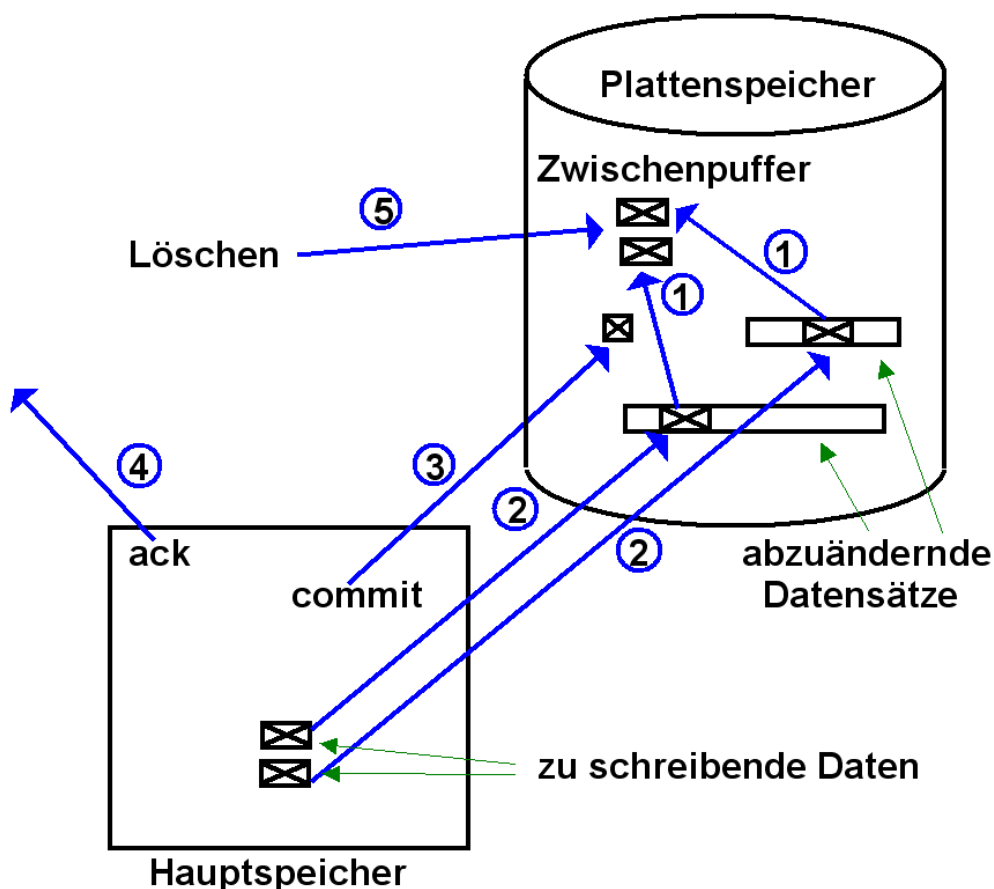 Plattenspeicher
Zwischenpuffer
5
Löschen
1
1
4
3
2
2
ack
commit
abzuändernde
Datensätze
zu schreibende Daten
Hauptspeicher